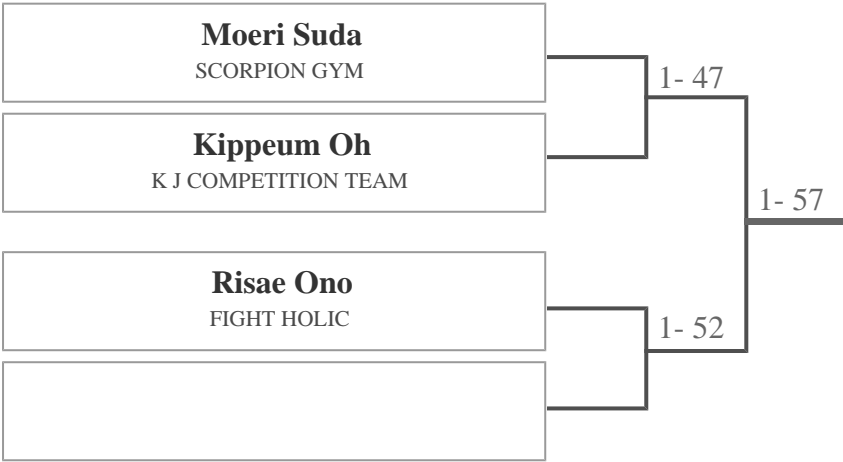 Moeri Suda
SCORPION GYM
1- 47
Kippeum Oh
K J COMPETITION TEAM
1- 57
Risae Ono
FIGHT HOLIC
1- 52